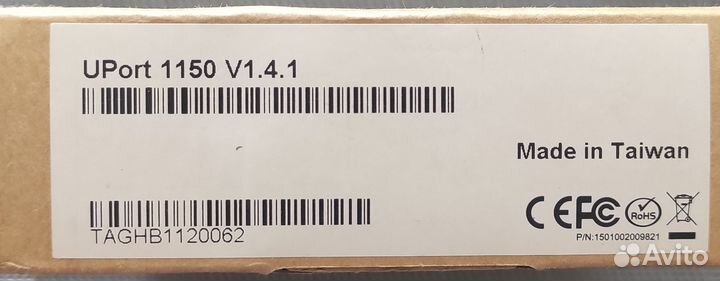 UPort 1150 V1.4.1
Made in Taiwan
TAGHB1120062
CE FC RoHS
P/N:1501002009821
Avito